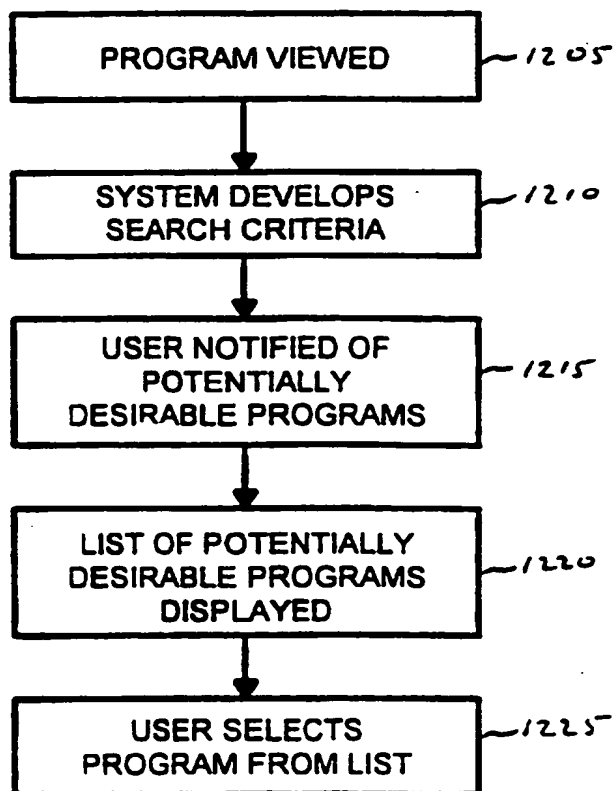 PROGRAM VIEWED
1205
SYSTEM DEVELOPS
SEARCH CRITERIA
1210
USER NOTIFIED OF
POTENTIALLY
DESIRABLE PROGRAMS
1215
LIST OF POTENTIALLY
DESIRABLE PROGRAMS
DISPLAYED
1220
USER SELECTS
PROGRAM FROM LIST
1225